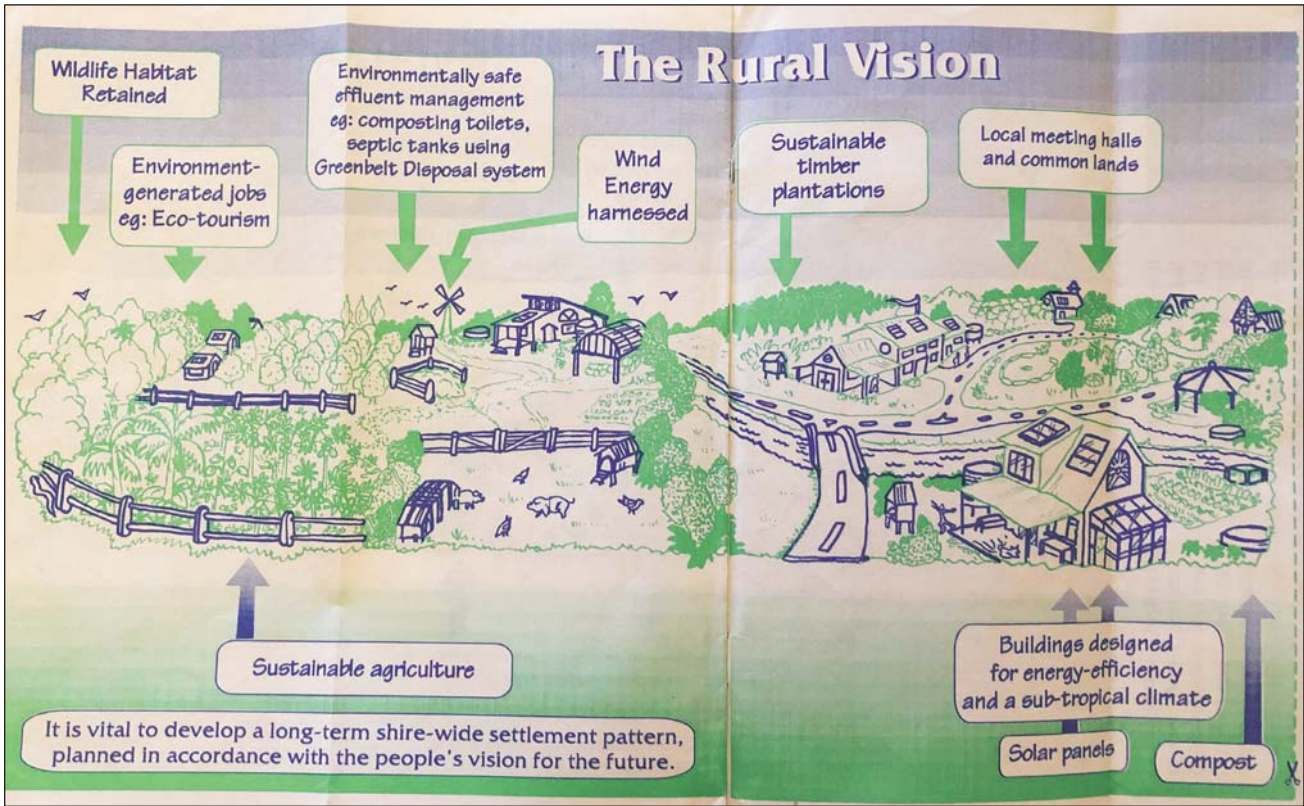 The Rural Vision
Wildlife Habitat
Retained
Environment-
generated jobs
eg: Eco-tourism
Environmentally safe
effluent management
eg: composting toilets,
septic tanks using
Greenbelt Disposal system
Wind
Energy
harnessed
Sustainable
timber
plantations
Local meeting halls
and common lands
Sustainable agriculture
Buildings designed
for energy-efficiency
and a sub-tropical climate
Solar panels
Compost
It is vital to develop a long-term shire-wide settlement pattern,
planned in accordance with the people's vision for the future.